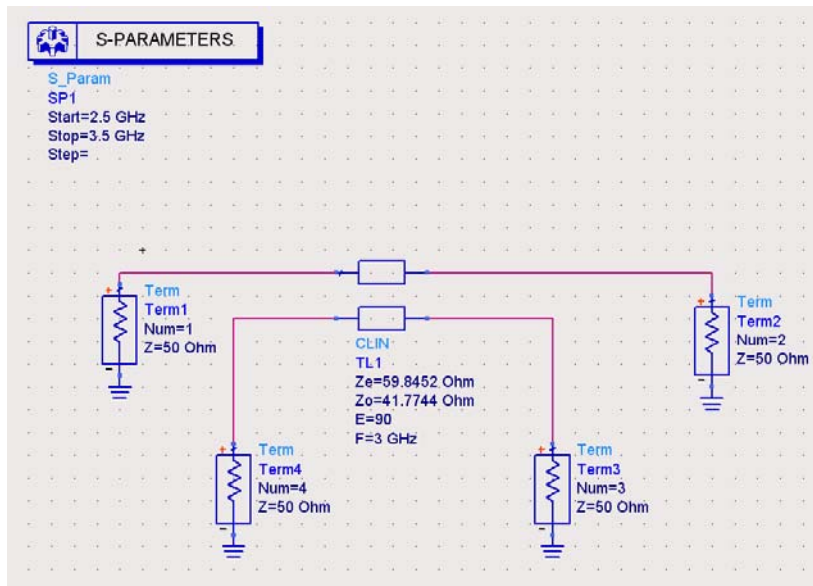 S-PARAMETERS
S_Param
SP1
Start=2.5 GHz
Stop=3.5 GHz
Step=
Term
Term1
Num=1
Z=50 Ohm
Term
Term2
Num=2
Z=50 Ohm
CLIN
TL1
Ze=59.8452 Ohm
Zo=41.7744 Ohm
E=90
F=3 GHz
Term
Term4
Num=4
Z=50 Ohm
Term
Term3
Num=3
Z=50 Ohm